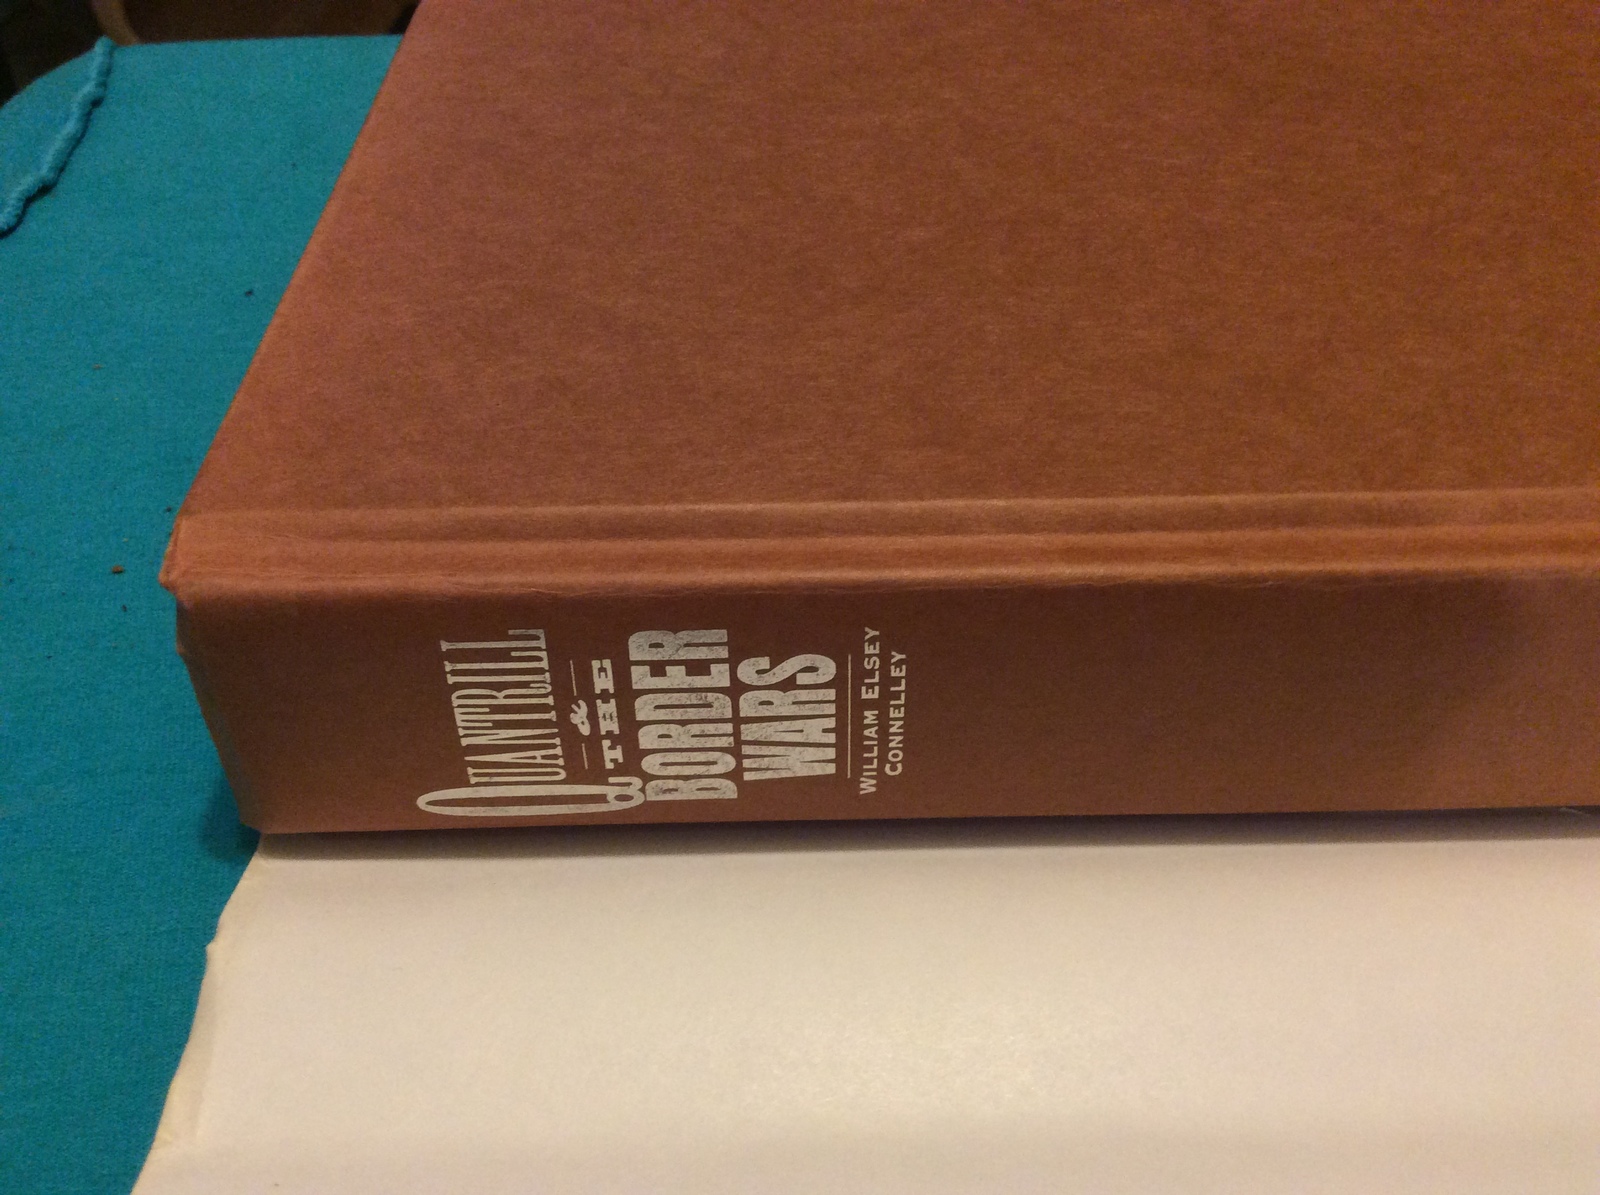 QUANTRILL
&
THE
BORDER
WARS
WILLIAM ELSEY
CONNELLEY